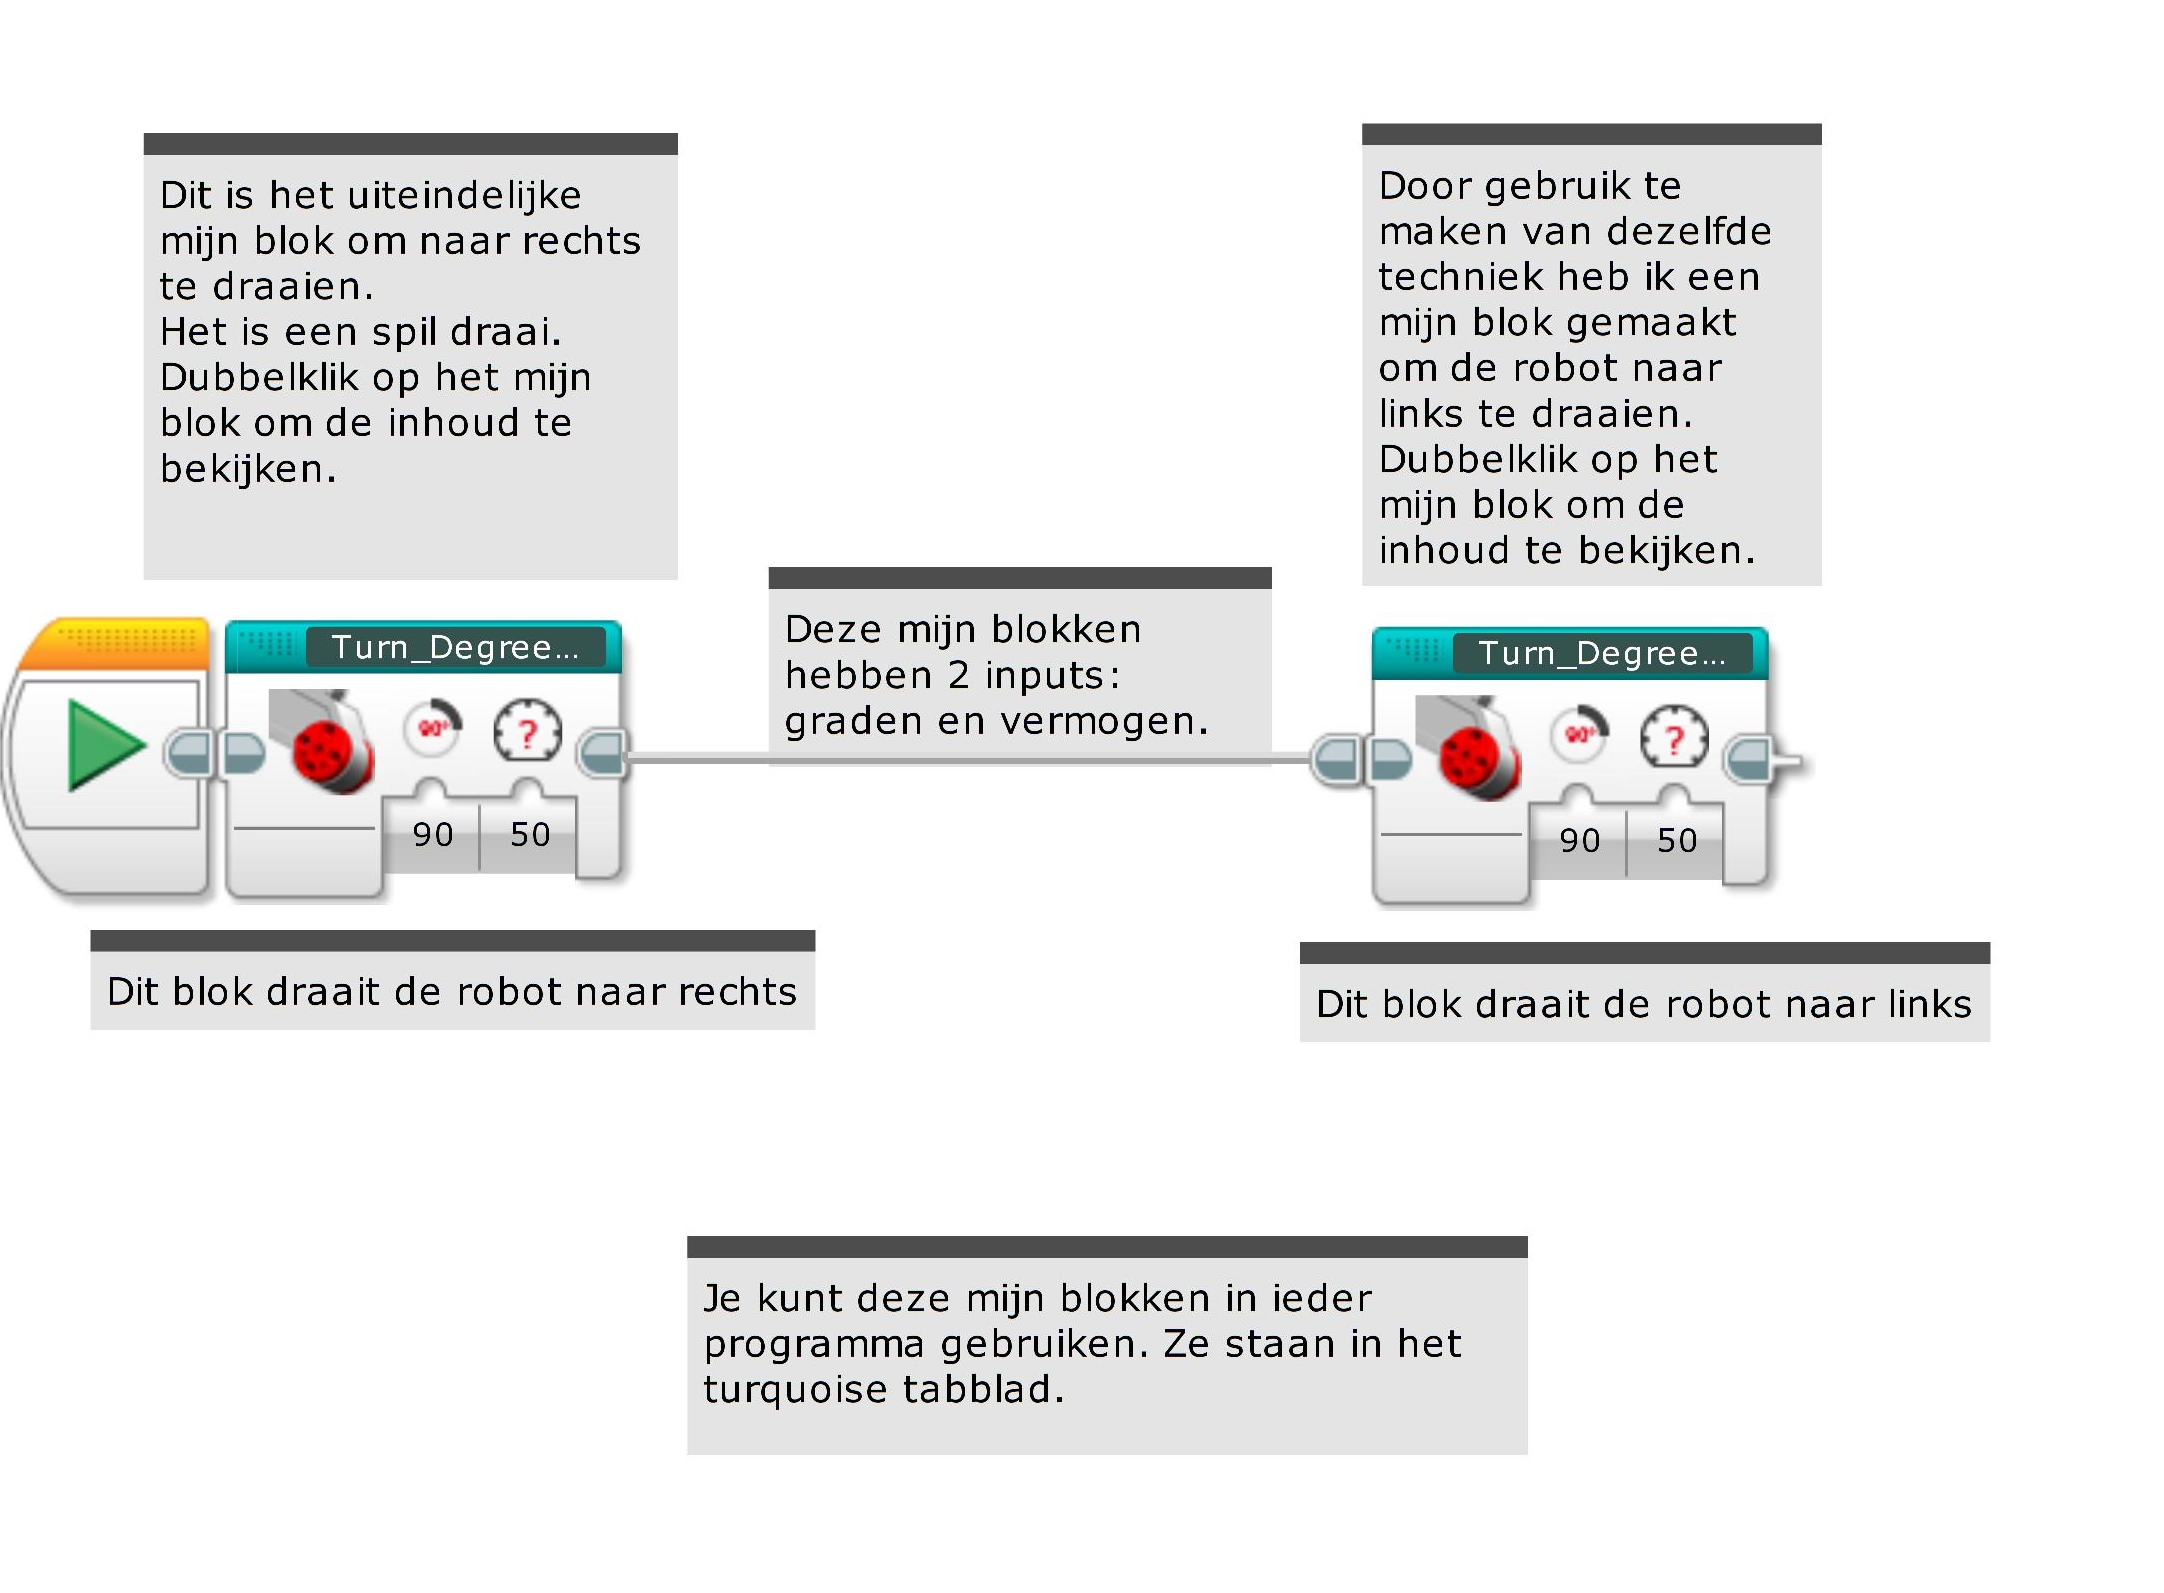 Dit is het uiteindelijke
mijn blok om naar rechts
te draaien.
Het is een spil draai.
Dubbelklik op het mijn
blok om de inhoud te
bekijken.
Door gebruik te
maken van dezelfde
techniek heb ik een
mijn blok gemaakt
om de robot naar
links te draaien.
Dubbelklik op het
mijn blok om de
inhoud te bekijken.
Deze mijn blokken
hebben 2 inputs:
graden en vermogen.
Turn_Degree...
90°
?
90
50
Turn_Degree...
90°
?
90
50
Dit blok draait de robot naar rechts
Dit blok draait de robot naar links
Je kunt deze mijn blokken in ieder
programma gebruiken. Ze staan in het
turquoise tabblad.